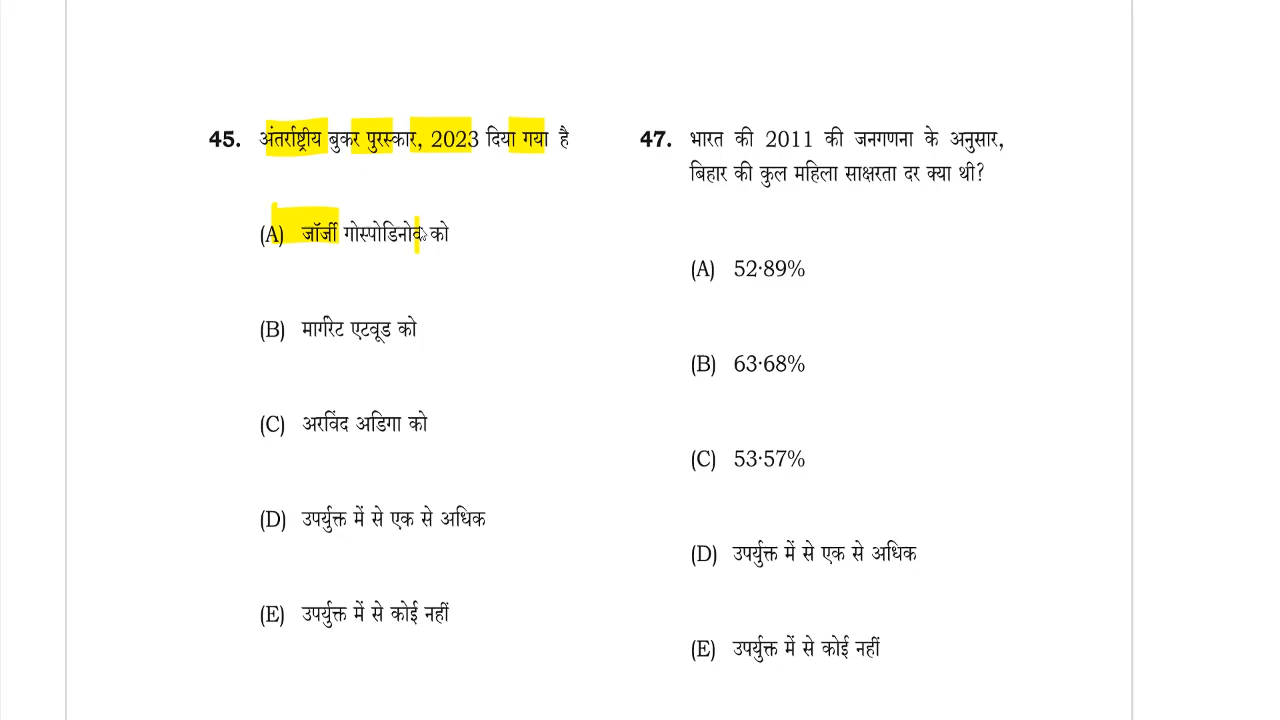 45. अंतर्राष्ट्रीय बुकर पुरस्कार, 2023 दिया गया है
(A) जॉर्जी गोस्पोडिनोव को
(B) मार्गरेट एटवूड को
(C) अरविंद अडिगा को
(D) उपर्युक्त में से एक से अधिक
(E) उपर्युक्त में से कोई नहीं
47. भारत की 2011 की जनगणना के अनुसार,
बिहार की कुल महिला साक्षरता दर क्या थी?
(A) 52·89%
(B) 63·68%
(C) 53·57%
(D) उपर्युक्त में से एक से अधिक
(E) उपर्युक्त में से कोई नहीं